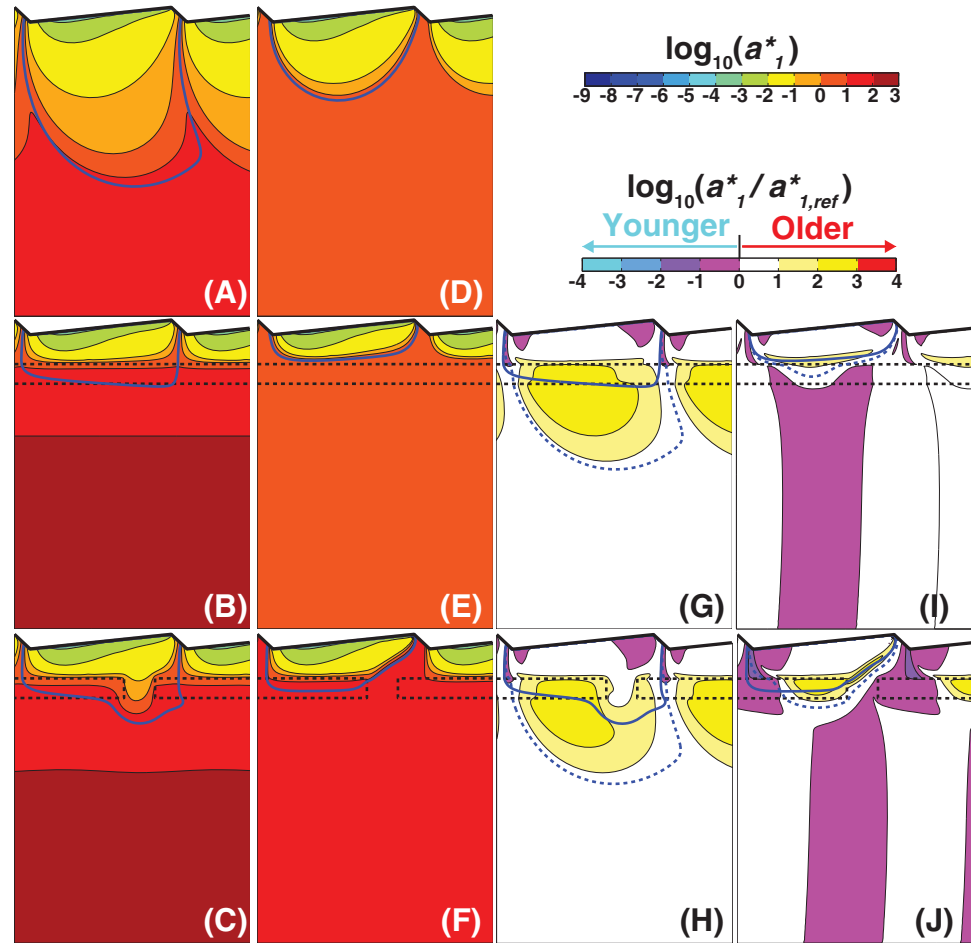 log10(a*1)
-9 -8 -7 -6 -5 -4 -3 -2 -1 0 1 2 3
log10(a*1/a*1,ref)
Younger Older
-4 -3 -2 -1 0 1 2 3 4
(A) (D)
(B) (E) (G) (I)
(C) (F) (H) (J)